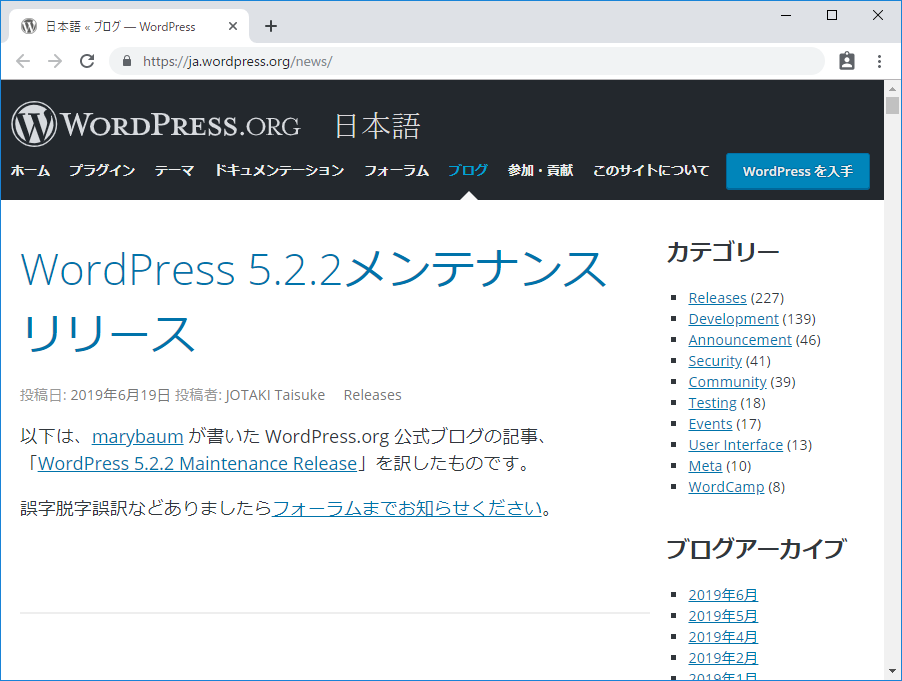 日本語 « ブログ — WordPress
https://ja.wordpress.org/news/
WORDPRESS.ORG 日本語
ホーム プラグイン テーマ ドキュメンテーション フォーラム ブログ 参加・貢献 このサイトについて WordPress を入手
WordPress 5.2.2メンテナンス
リリース
投稿日: 2019年6月19日 投稿者: JOTAKI Taisuke Releases
以下は、marybaum が書いた WordPress.org 公式ブログの記事、
「WordPress 5.2.2 Maintenance Release」を訳したものです。
誤字脱字誤訳などありましたらフォーラムまでお知らせください。
カテゴリー
Releases (227)
Development (139)
Announcement (46)
Security (41)
Community (39)
Testing (18)
Events (17)
User Interface (13)
Meta (10)
WordCamp (8)
ブログアーカイブ
2019年6月
2019年5月
2019年4月
2019年2月
2019年1月